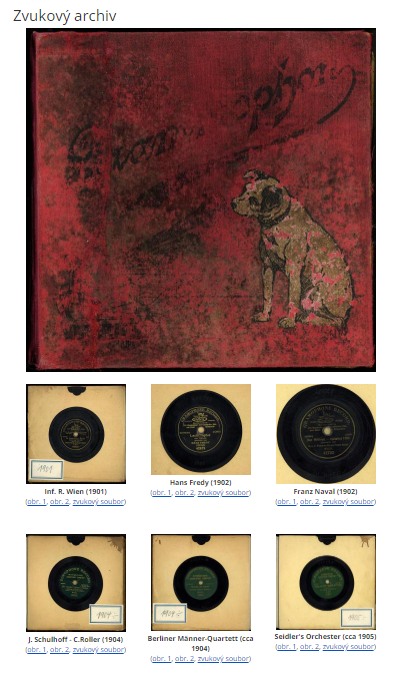 Zvukový archiv
Gramophon
Inf. R. Wien (1901)
(obr. 1, obr. 2, zvukový soubor)
Hans Fredy (1902)
(obr. 1, obr. 2, zvukový soubor)
Franz Naval (1902)
(obr. 1, obr. 2, zvukový soubor)
J. Schulhoff - C.Roller (1904)
(obr. 1, obr. 2, zvukový soubor)
Berliner Männer-Quartett (cca
1904)
(obr. 1, obr. 2, zvukový soubor)
Seidler's Orchester (cca 1905)
(obr. 1, obr. 2, zvukový soubor)